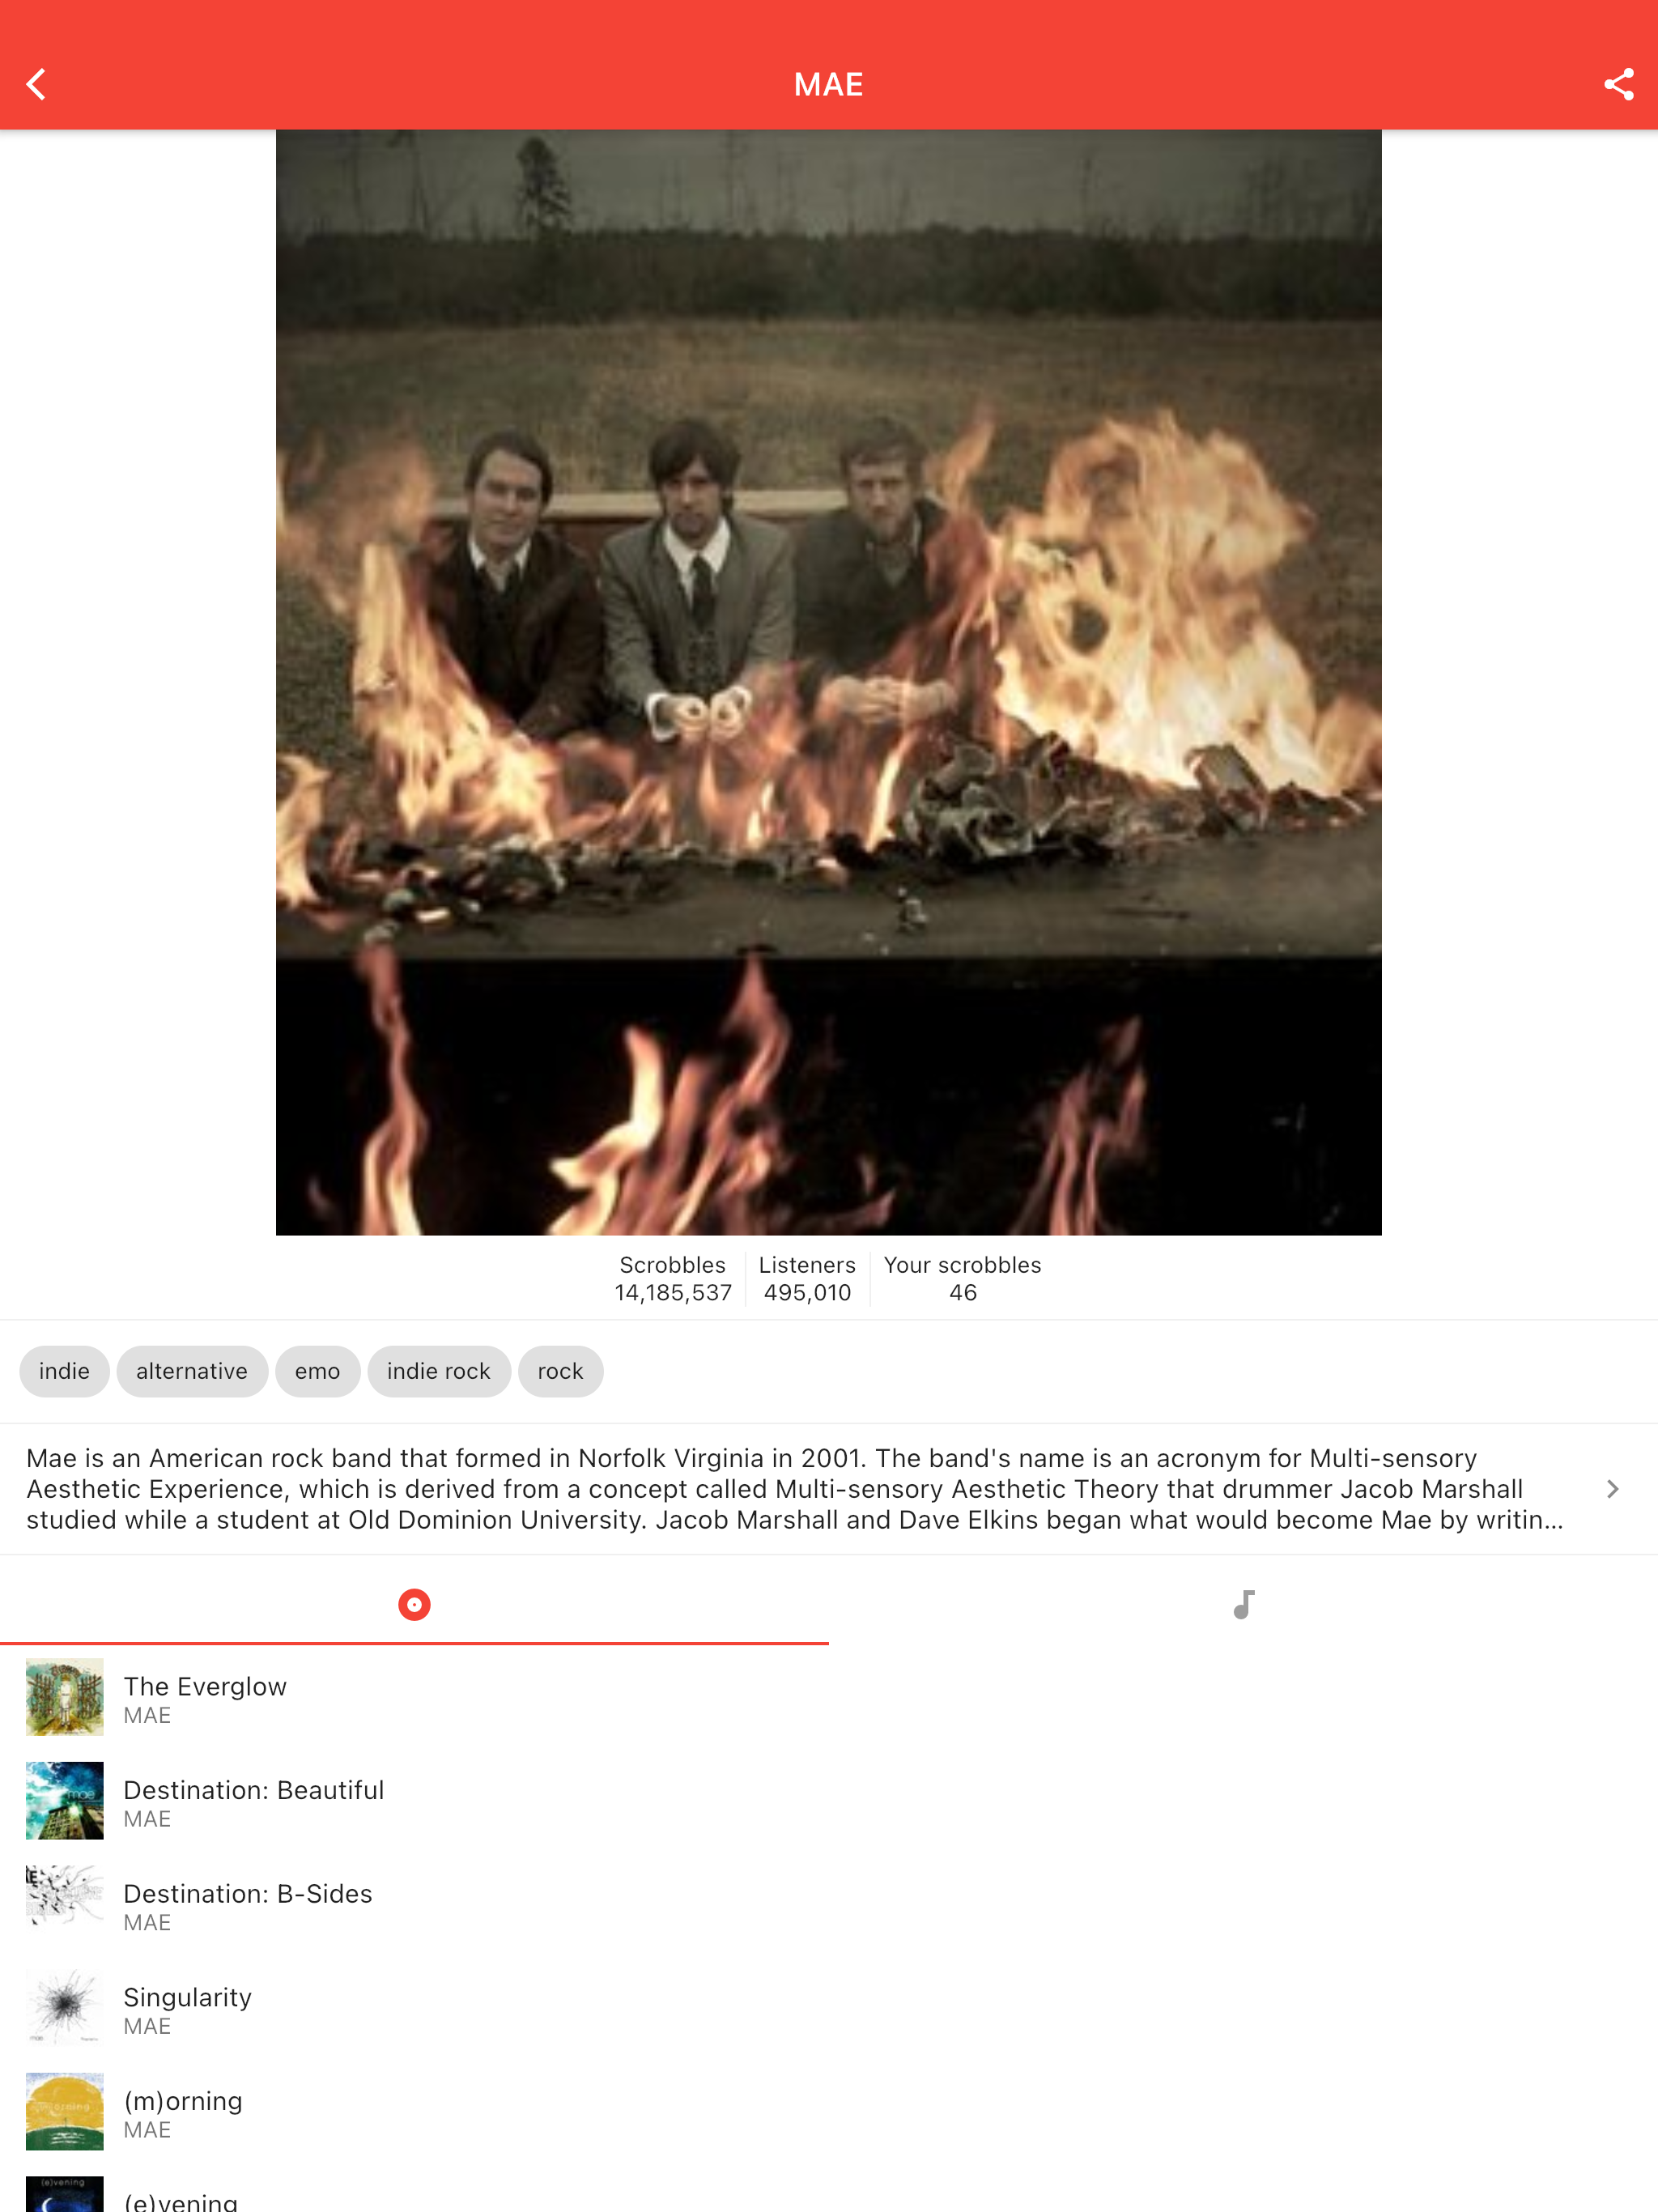 MAE
Scrobbles
14,185,537
Listeners
495,010
Your scrobbles
46
indie
alternative
emo
indie rock
rock
Mae is an American rock band that formed in Norfolk Virginia in 2001. The band's name is an acronym for Multi-sensory
Aesthetic Experience, which is derived from a concept called Multi-sensory Aesthetic Theory that drummer Jacob Marshall
studied while a student at Old Dominion University. Jacob Marshall and Dave Elkins began what would become Mae by writin...
The Everglow
MAE
mae
Destination: Beautiful
MAE
Destination: B-Sides
MAE
Singularity
MAE
(m)orning
MAE
(e)vening
(e)vening